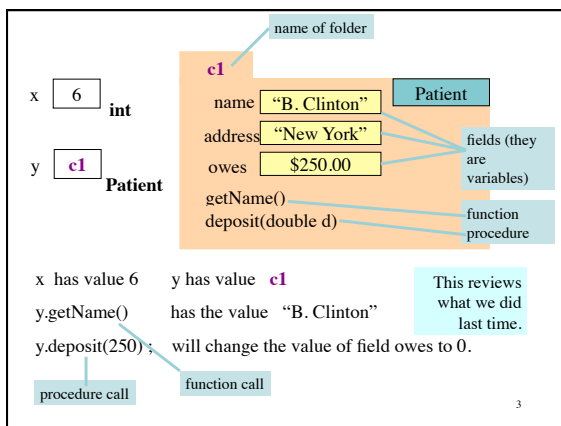 name of folder
c1
x 6 int
name "B. Clinton" Patient
address "New York"
y c1 Patient
owes $250.00
fields (they
are
variables)
getName()
deposit(double d)
function
procedure
x has value 6 y has value c1
y.getName() has the value "B. Clinton"
y.deposit(250) ; will change the value of field owes to 0.
This reviews
what we did
last time.
procedure call
function call
3